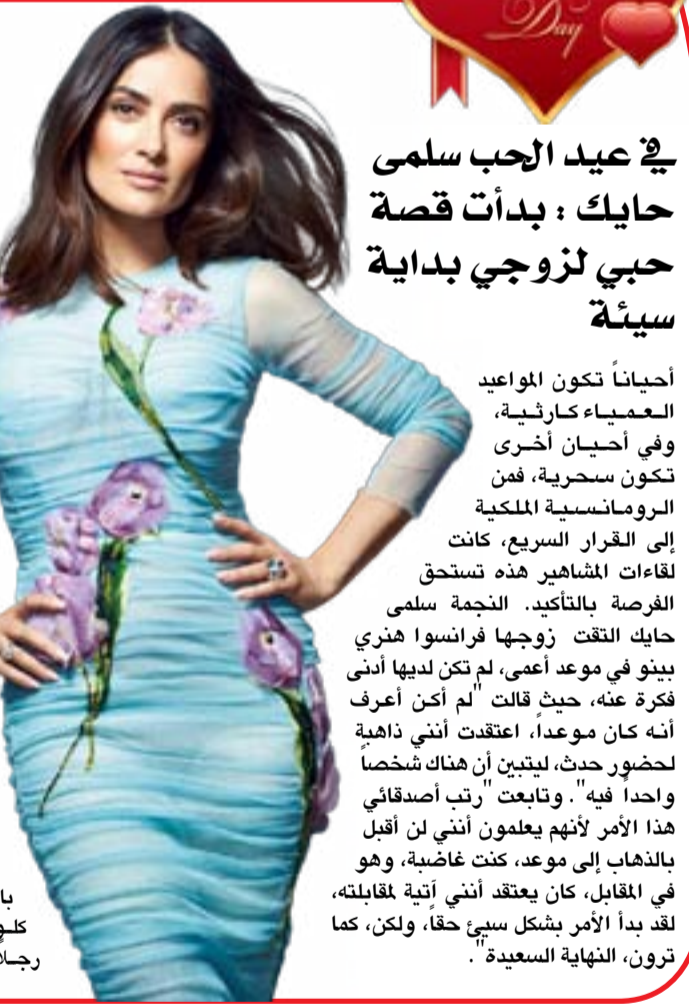 Day
في عيد الحب سلمى
حايك : بدأت قصة
حبي لزوجي بداية
سيئة
أحياناً تكون المواعيد
العمياء كارثية،
وفي أحيان أخرى
تكون سحرية، فمن
الرومانسية الملكية
إلى القرار السريع، كانت
لقاءات المشاهير هذه تستحق
الفرصة بالتأكيد. النجمة سلمى
حايك التقت زوجها فرانسوا هنري
بينو في موعد أعمى، لم تكن لديها أدنى
فكرة عنه، حيث قالت "لم أكن أعرف
أنه كان موعداً، اعتقدت أنني ذاهبة
لحضور حدث، ليتبين أن هناك شخصاً
واحداً فيه". وتابعت "رتب أصدقائي
هذا الأمر لأنهم يعلمون أنني لن أقبل
بالذهاب إلى موعد، كنت غاضبة، وهو
في المقابل، كان يعتقد أنني آتية لمقابلته،
لقد بدأ الأمر بشكل سيئ حقاً، ولكن، كما
ترون، النهاية السعيدة".